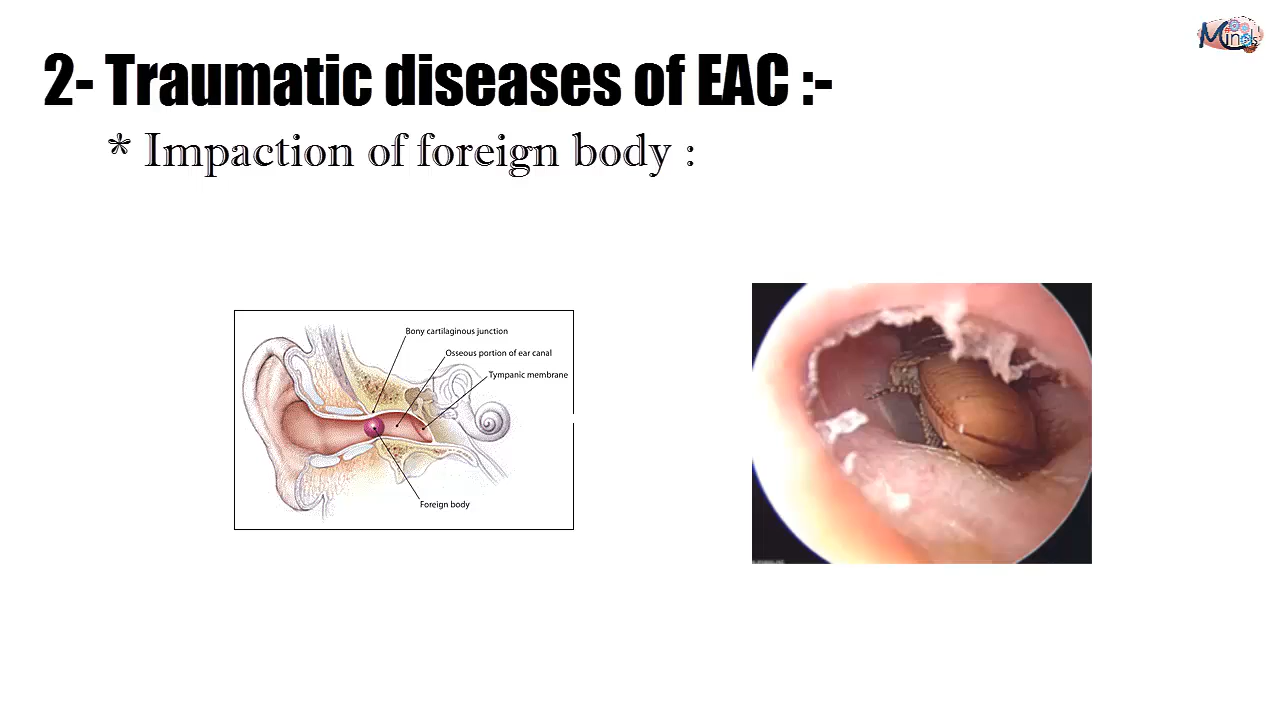 2- Traumatic diseases of EAC :-
* Impaction of foreign body :
Minds
Bony cartilaginous junction
Osseous portion of ear canal
Tympanic membrane
Foreign body